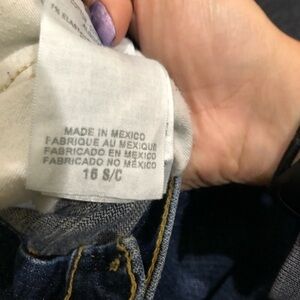 MADE IN MEXICO
FABRIQUE AU MEXIQUE
FABRICADO EN MEXICO
FABRICADO NO MÉXICO
16 S/C